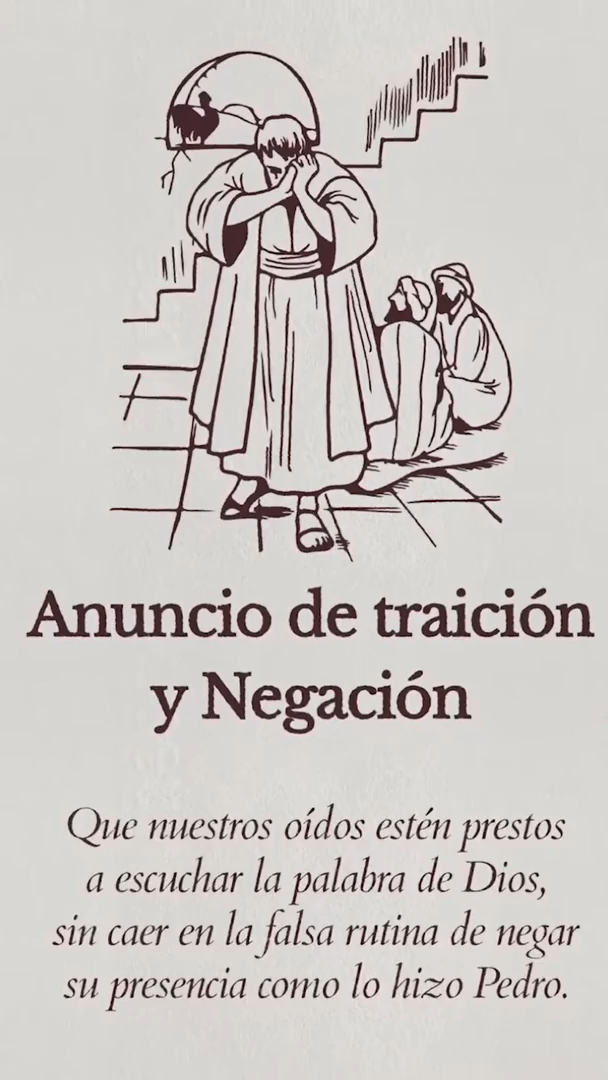 Anuncio de traición
y Negación
Que nuestros oídos estén prestos
a escuchar la palabra de Dios,
sin caer en la falsa rutina de negar
su presencia como lo hizo Pedro.